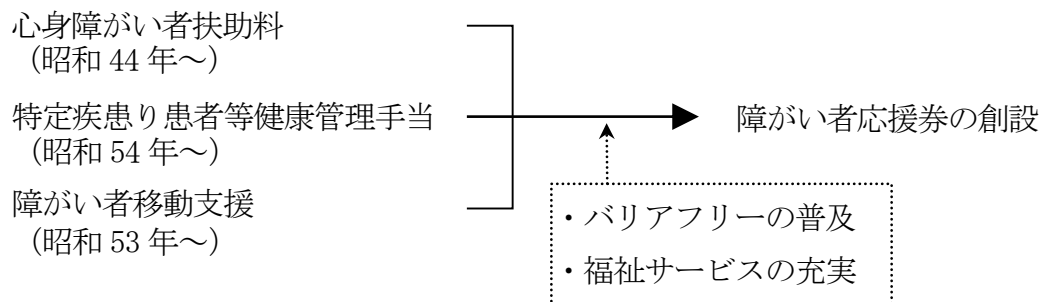 心身障がい者扶助料
（昭和 44 年～）
特定疾患り患者等健康管理手当
（昭和 54 年～）
障がい者応援券の創設
障がい者移動支援
（昭和 53 年～）
・バリアフリーの普及
・福祉サービスの充実